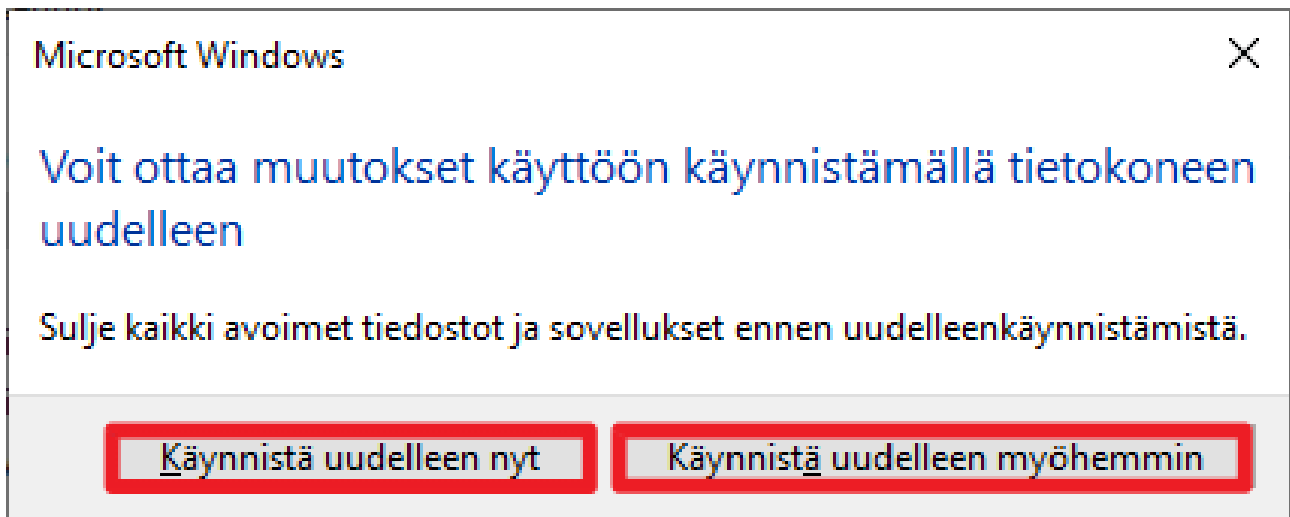 Microsoft Windows
Voit ottaa muutokset käyttöön käynnistämällä tietokoneen
uudelleen
Sulje kaikki avoimet tiedostot ja sovellukset ennen uudelleenkäynnistämistä.
Käynnistä uudelleen nyt
Käynnistä uudelleen myöhemmin